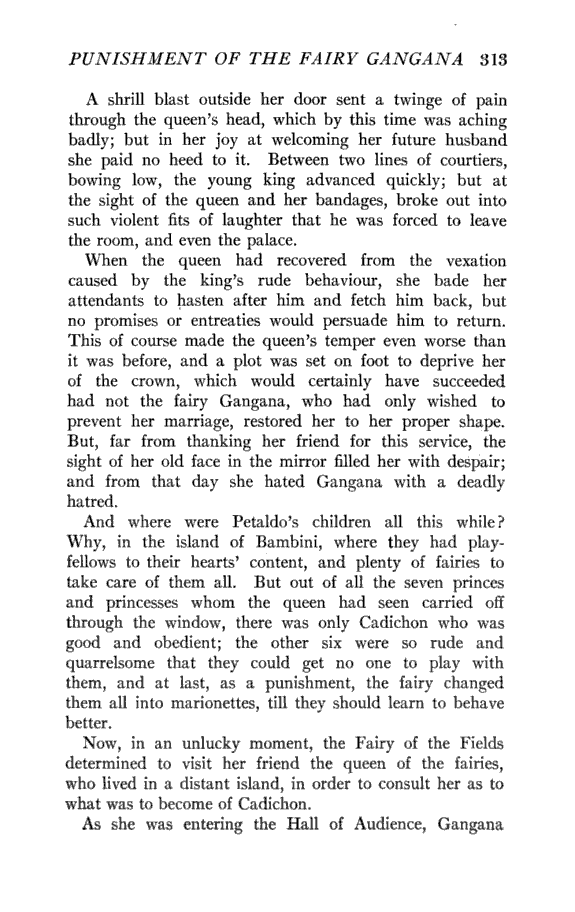 PUNISHMENT OF THE FAIRY GANGANA 313
A shrill blast outside her door sent a twinge of pain
through the queen's head, which by this time was aching
badly; but in her joy at welcoming her future husband
she paid no heed to it. Between two lines of courtiers,
bowing low, the young king advanced quickly; but at
the sight of the queen and her bandages, broke out into
such violent fits of laughter that he was forced to leave
the room, and even the palace.
When the queen had recovered from the vexation
caused by the king's rude behaviour, she bade her
attendants to hasten after him and fetch him back, but
no promises or entreaties would persuade him to return.
This of course made the queen's temper even worse than
it was before, and a plot was set on foot to deprive her
of the crown, which would certainly have succeeded
had not the fairy Gangana, who had only wished to
prevent her marriage, restored her to her proper shape.
But, far from thanking her friend for this service, the
sight of her old face in the mirror filled her with despair;
and from that day she hated Gangana with a deadly
hatred.
And where were Petaldo's children all this while?
Why, in the island of Bambini, where they had play-
fellows to their hearts' content, and plenty of fairies to
take care of them all. But out of all the seven princes
and princesses whom the queen had seen carried off
through the window, there was only Cadichon who was
good and obedient; the other six were so rude and
quarrelsome that they could get no one to play with
them, and at last, as a punishment, the fairy changed
them all into marionettes, till they should learn to behave
better.
Now, in an unlucky moment, the Fairy of the Fields
determined to visit her friend the queen of the fairies,
who lived in a distant island, in order to consult her as to
what was to become of Cadichon.
As she was entering the Hall of Audience, Gangana